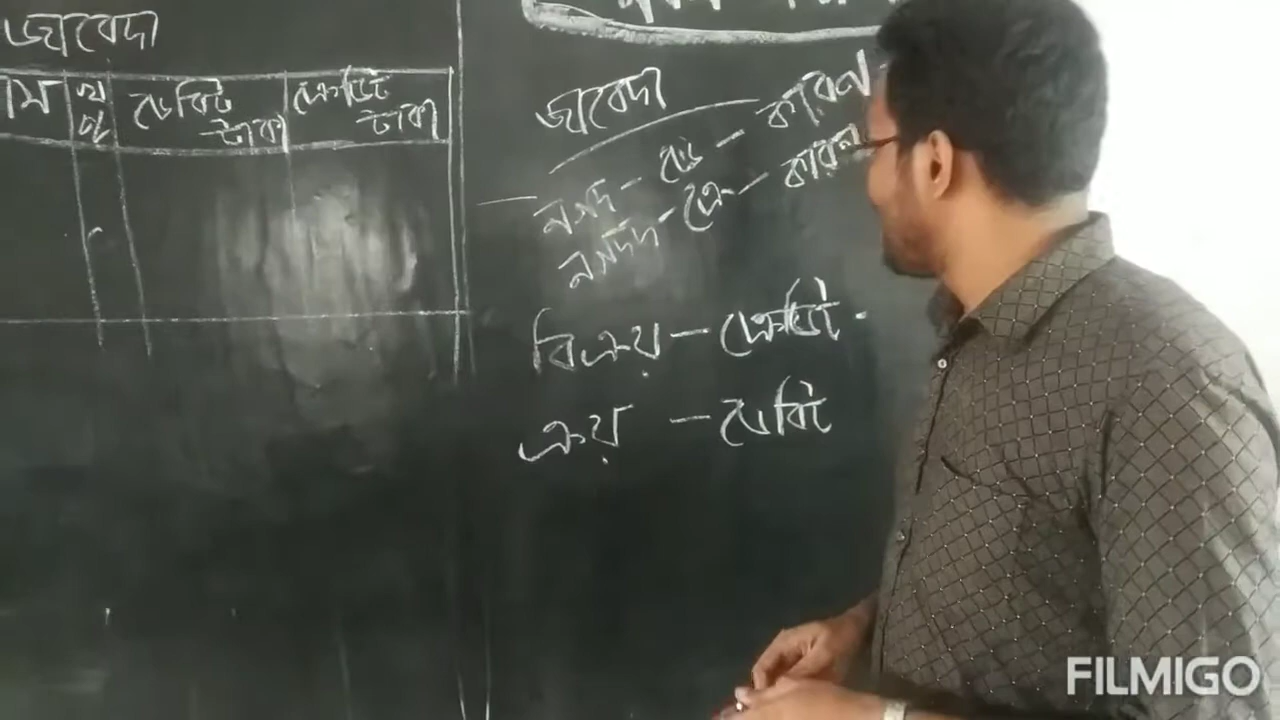 জাবেদা
খ ডেবিট ক্রেডিট
পৃ টাকা টাকা
জাবেদা
নগদ - ডে - কারণ
নগদ - ক্রে - কারণ
বিক্রয় - ক্রেডিট
ক্রয় - ডেবিট
FILMIGO